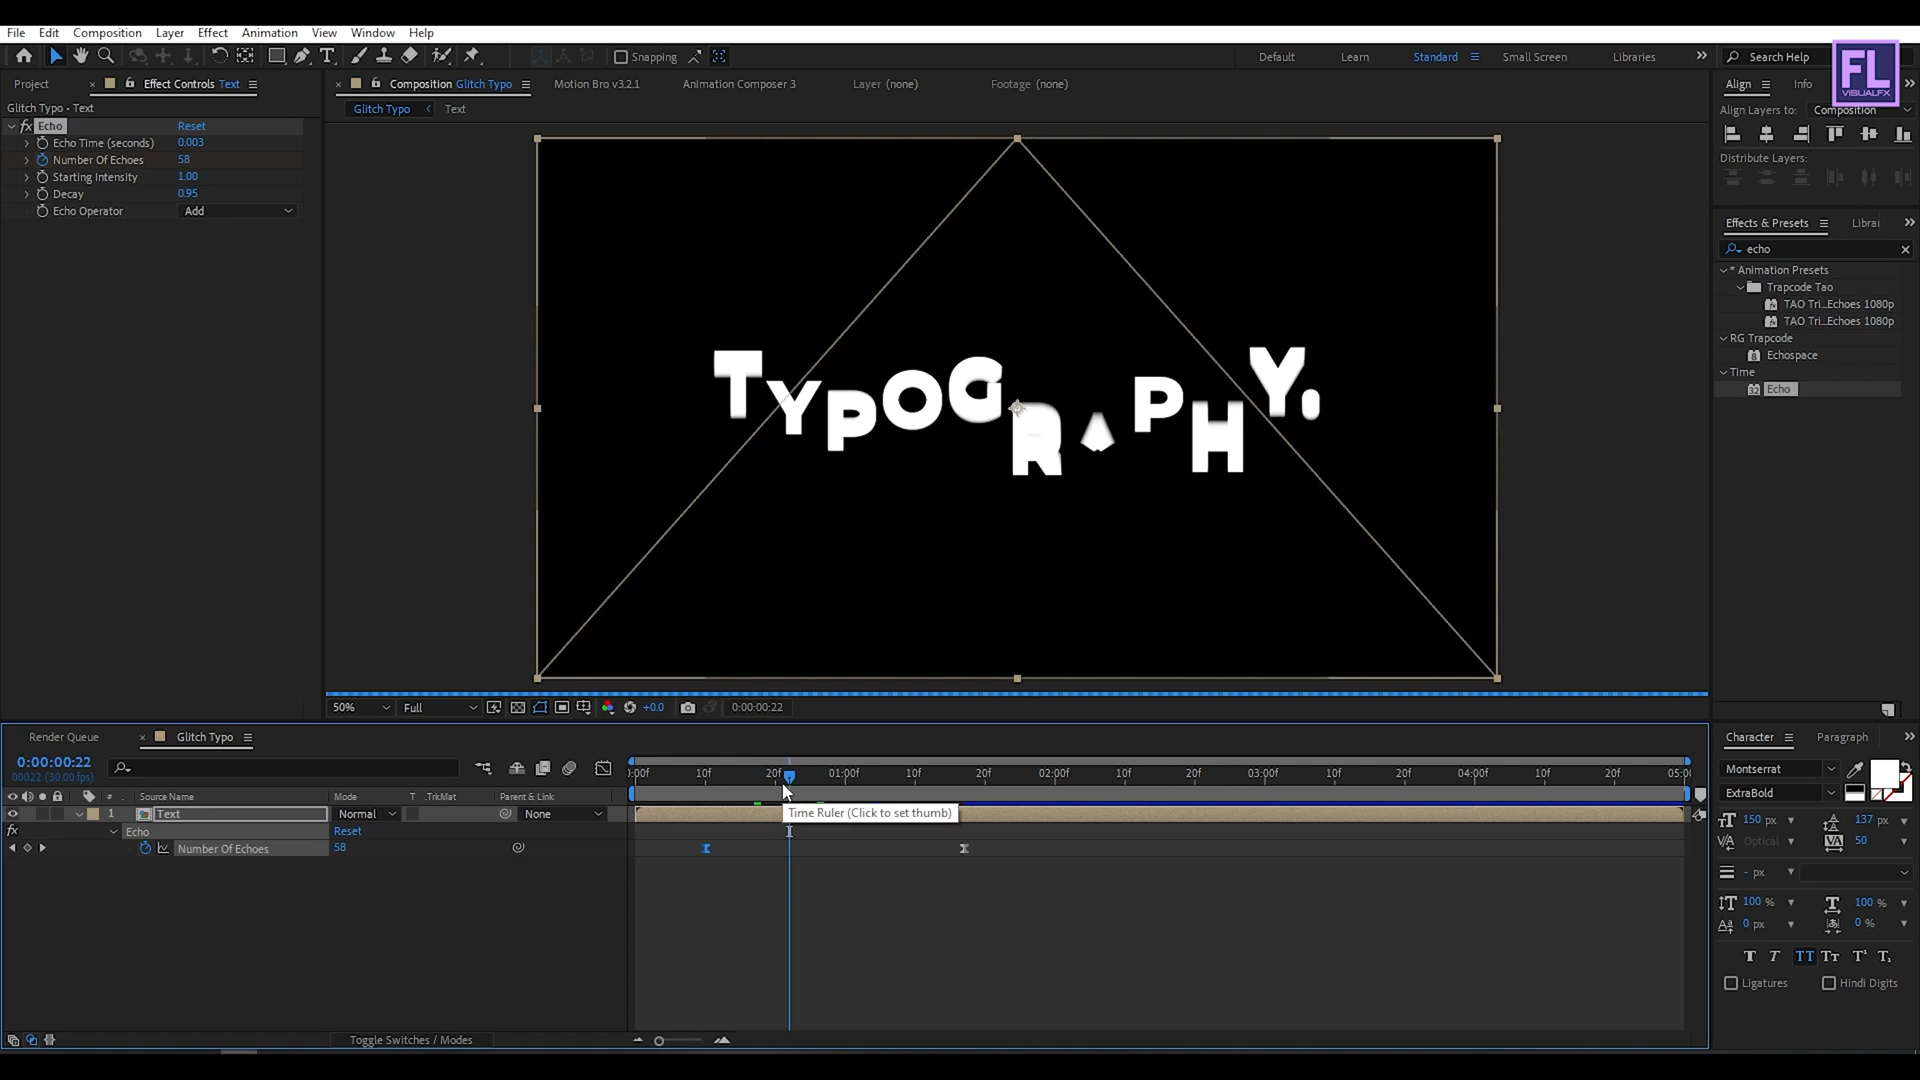 File Edit Composition Layer Effect Animation View Window Help
Snapping Default Learn Standard Small Screen Libraries Search Help
FL
VISUALFX
Project Effect Controls Text Composition Glitch Typo Motion Bro v3.2.1 Animation Composer 3 Layer (none) Footage (none) Align Info
Glitch Typo • Text Glitch Typo Text Align Layers to: Composition
fx Echo Reset
Echo Time (seconds) 0.003
Number Of Echoes 58
Starting Intensity 1.00
Decay 0.95
Echo Operator Add
Distribute Layers:
Effects & Presets Librai
echo
* Animation Presets
Trapcode Tao
TAO Tri...Echoes 1080p
TAO Tri...Echoes 1080p
RG Trapcode
Echospace
Time
Echo
TYPOGRAPHY
50% Full +0.0 0:00:00:22
Render Queue Glitch Typo
0:00:00:22
00022 (30.00 fps)
:00f 10f 20f 01:00f 10f 20f 02:00f 10f 20f 03:00f 10f 20f 04:00f 10f 20f 05:0
# Source Name Mode T .TrkMat Parent & Link
1 Text Normal None
Time Ruler (Click to set thumb)
fx Echo Reset
Number Of Echoes 58
Toggle Switches / Modes
Character Paragraph
Montserrat
ExtraBold
150 px 137 px
Optical 50
- px
100 % 100 %
0 px 0 %
T T TT Tt T¹ T₁
Ligatures Hindi Digits